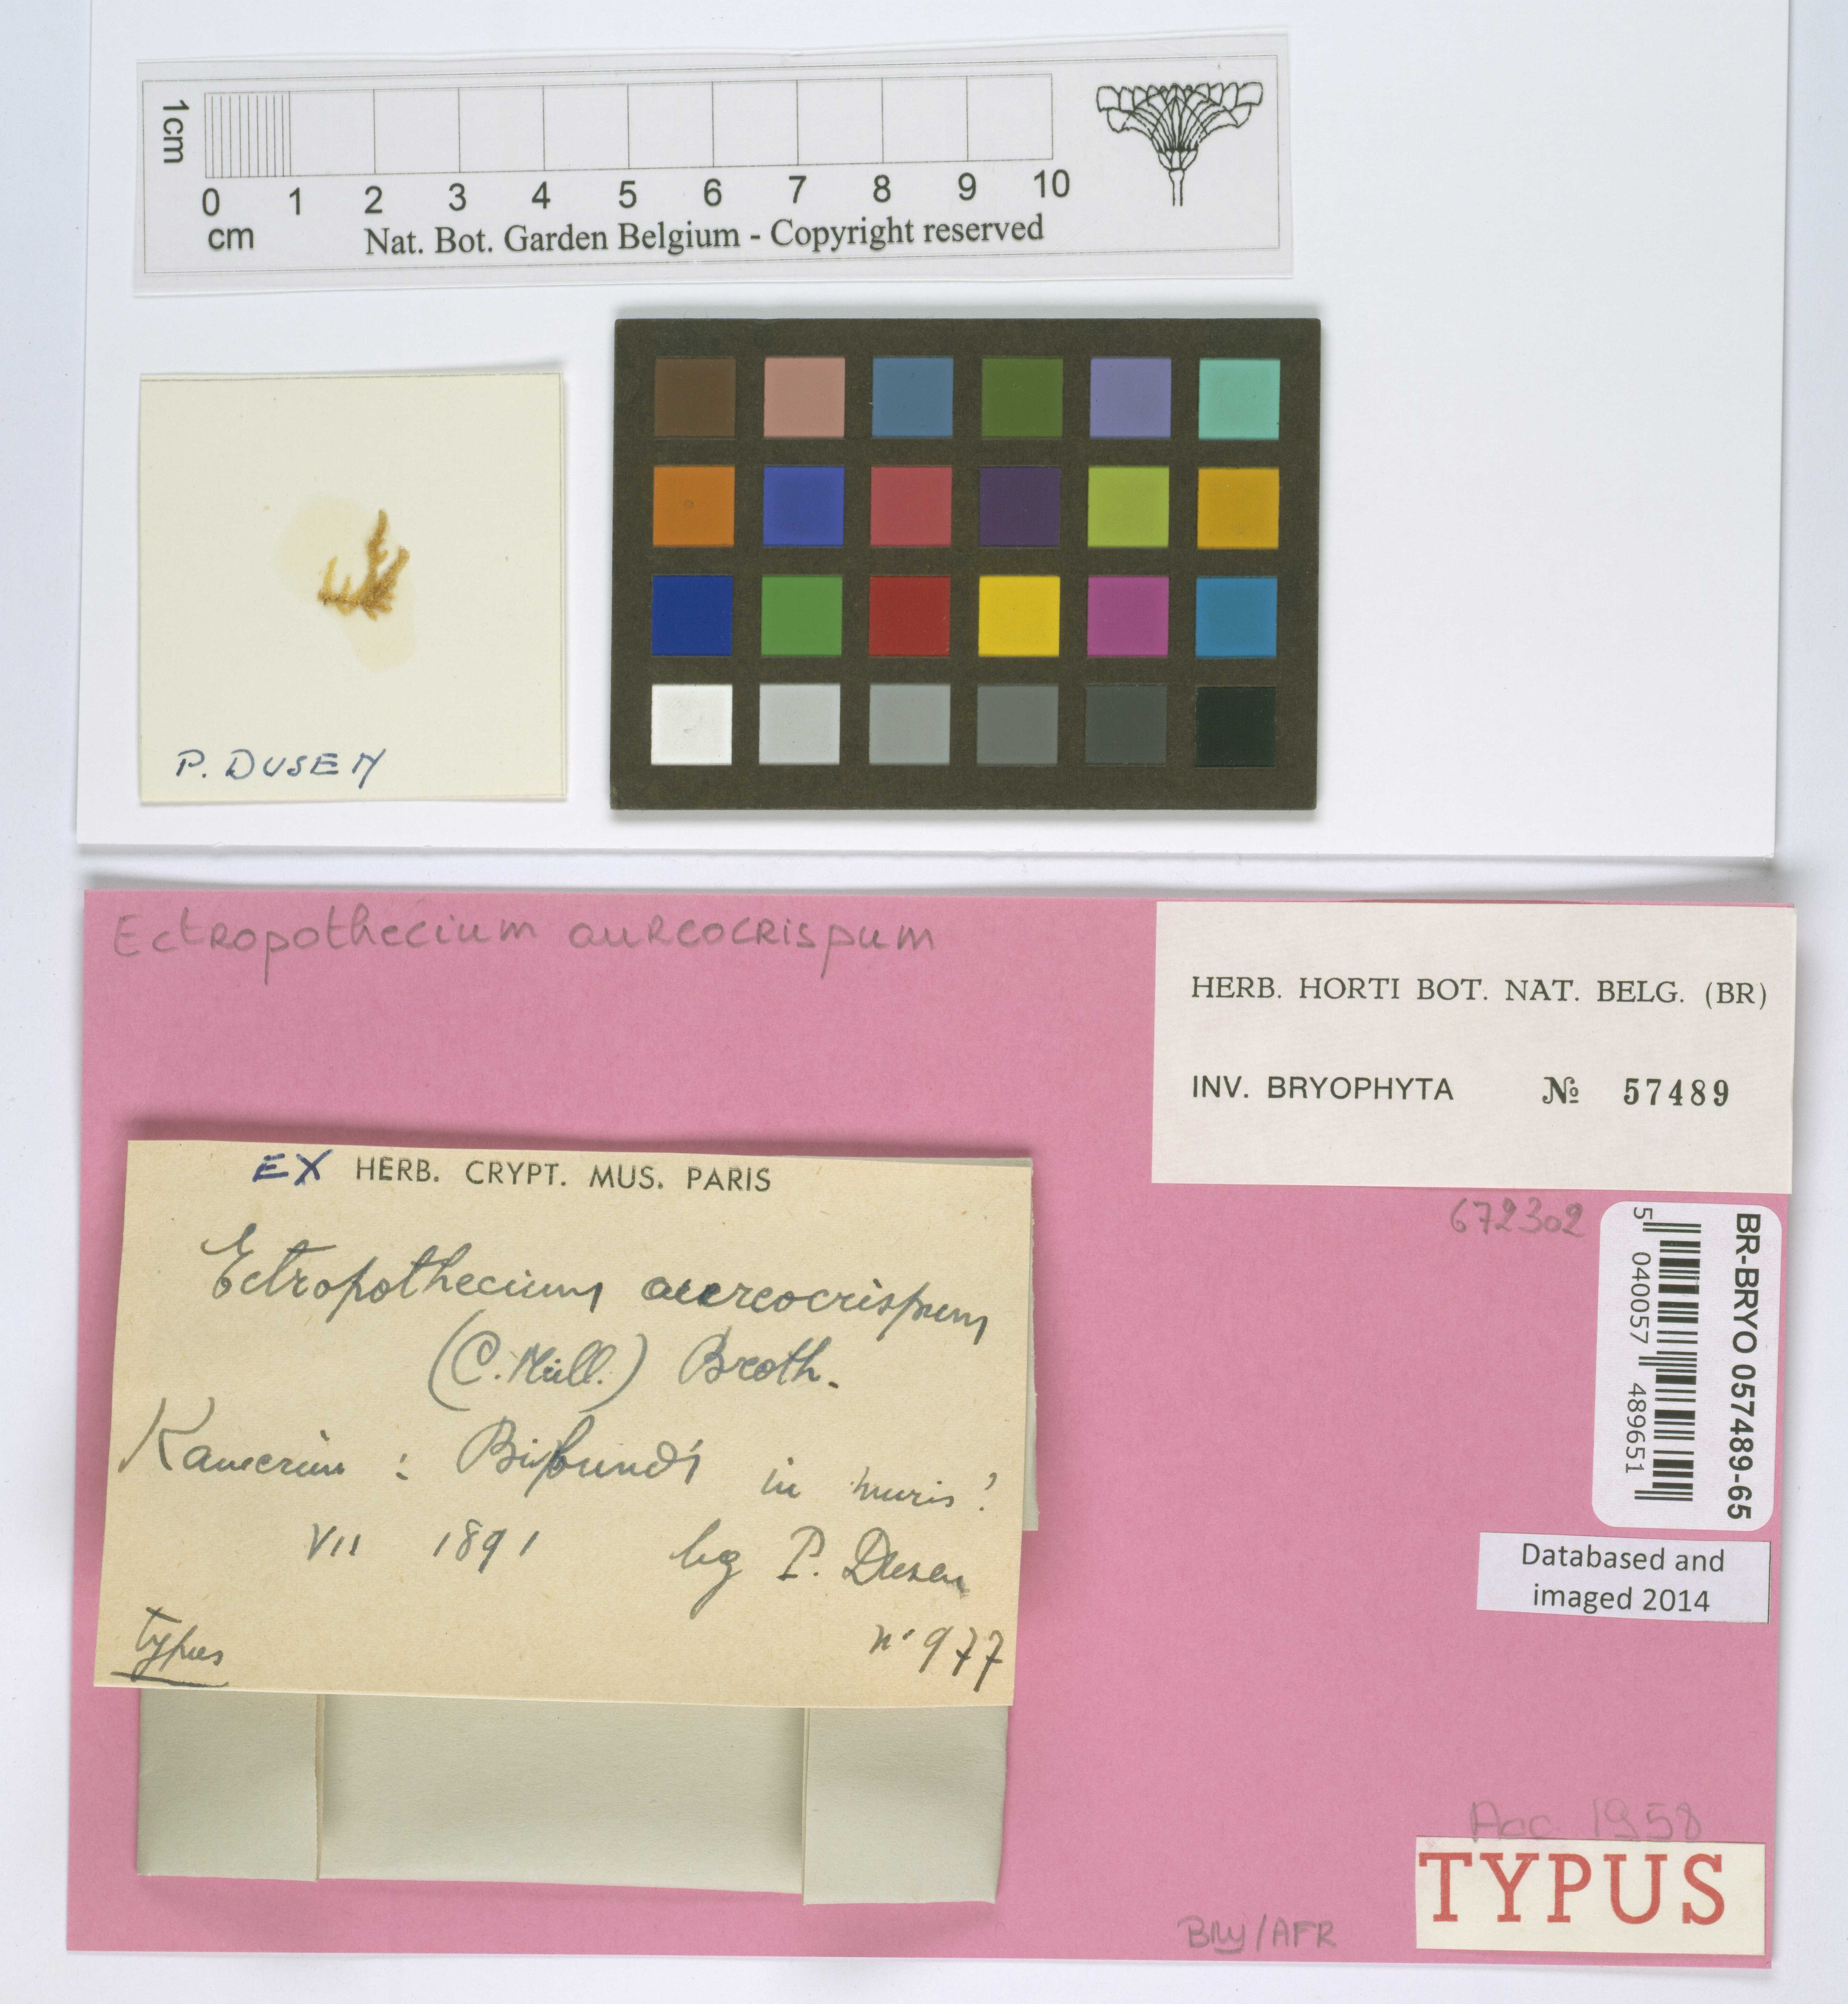 1cm
0 1 2 3 4 5 6 7 8 9 10
cm
Nat. Bot. Garden Belgium - Copyright reserved
P. DUSEN
Ectropothecium aureocrispum
HERB. HORTI BOT. NAT. BELG. (BR)
INV. BRYOPHYTA № 57489
672302
BR-BRYO 057489-65
5 040057 489651
Databased and
imaged 2014
EX HERB. CRYPT. MUS. PARIS
Ectropothecium aureocrispum
(C. Müll.) Broth.
Kamerun : Bibundi in muris!
VII 1891 leg P. Dusen
n° 977
typus
Acc. 1958
TYPUS
Bry/AFR